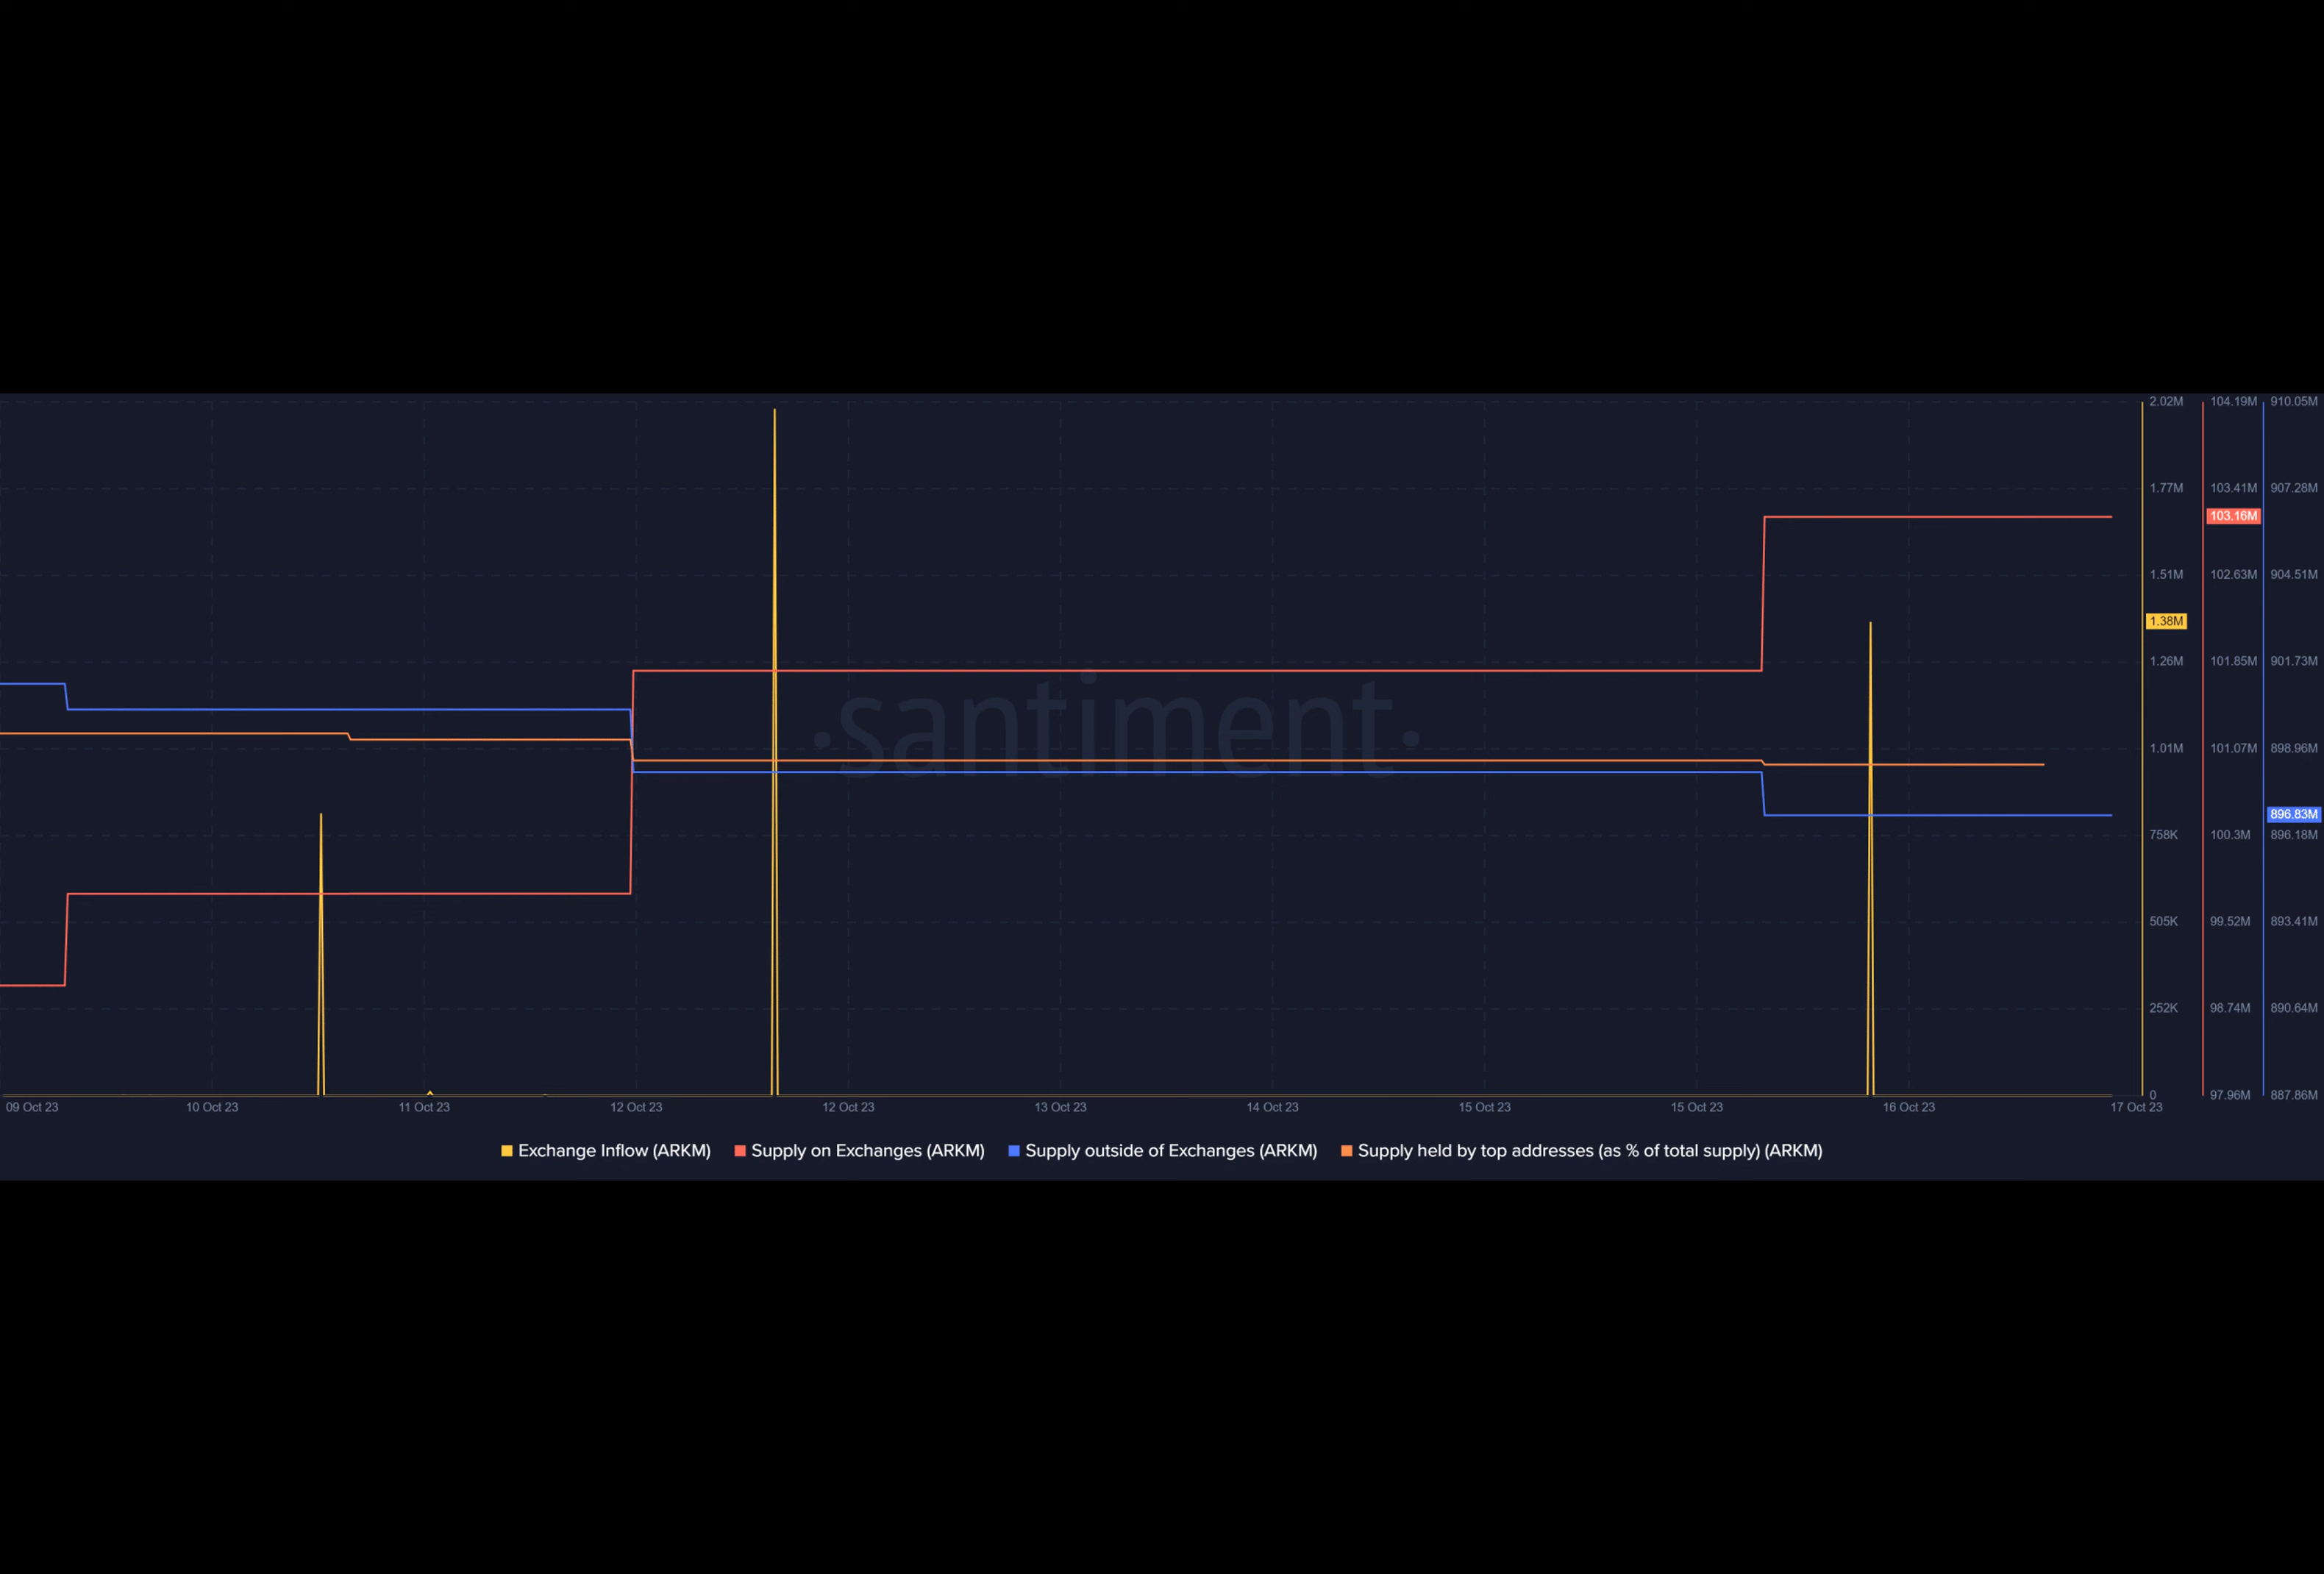 ·santiment·
2.02M 104.19M 910.05M
1.77M 103.41M 907.28M
103.16M
1.51M 102.63M 904.51M
1.38M
1.26M 101.85M 901.73M
1.01M 101.07M 898.96M
896.83M
758K 100.3M 896.18M
505K 99.52M 893.41M
252K 98.74M 890.64M
0 97.96M 887.86M
09 Oct 23 10 Oct 23 11 Oct 23 12 Oct 23 12 Oct 23 13 Oct 23 14 Oct 23 15 Oct 23 15 Oct 23 16 Oct 23 17 Oct 23
Exchange Inflow (ARKM) Supply on Exchanges (ARKM) Supply outside of Exchanges (ARKM) Supply held by top addresses (as % of total supply) (ARKM)